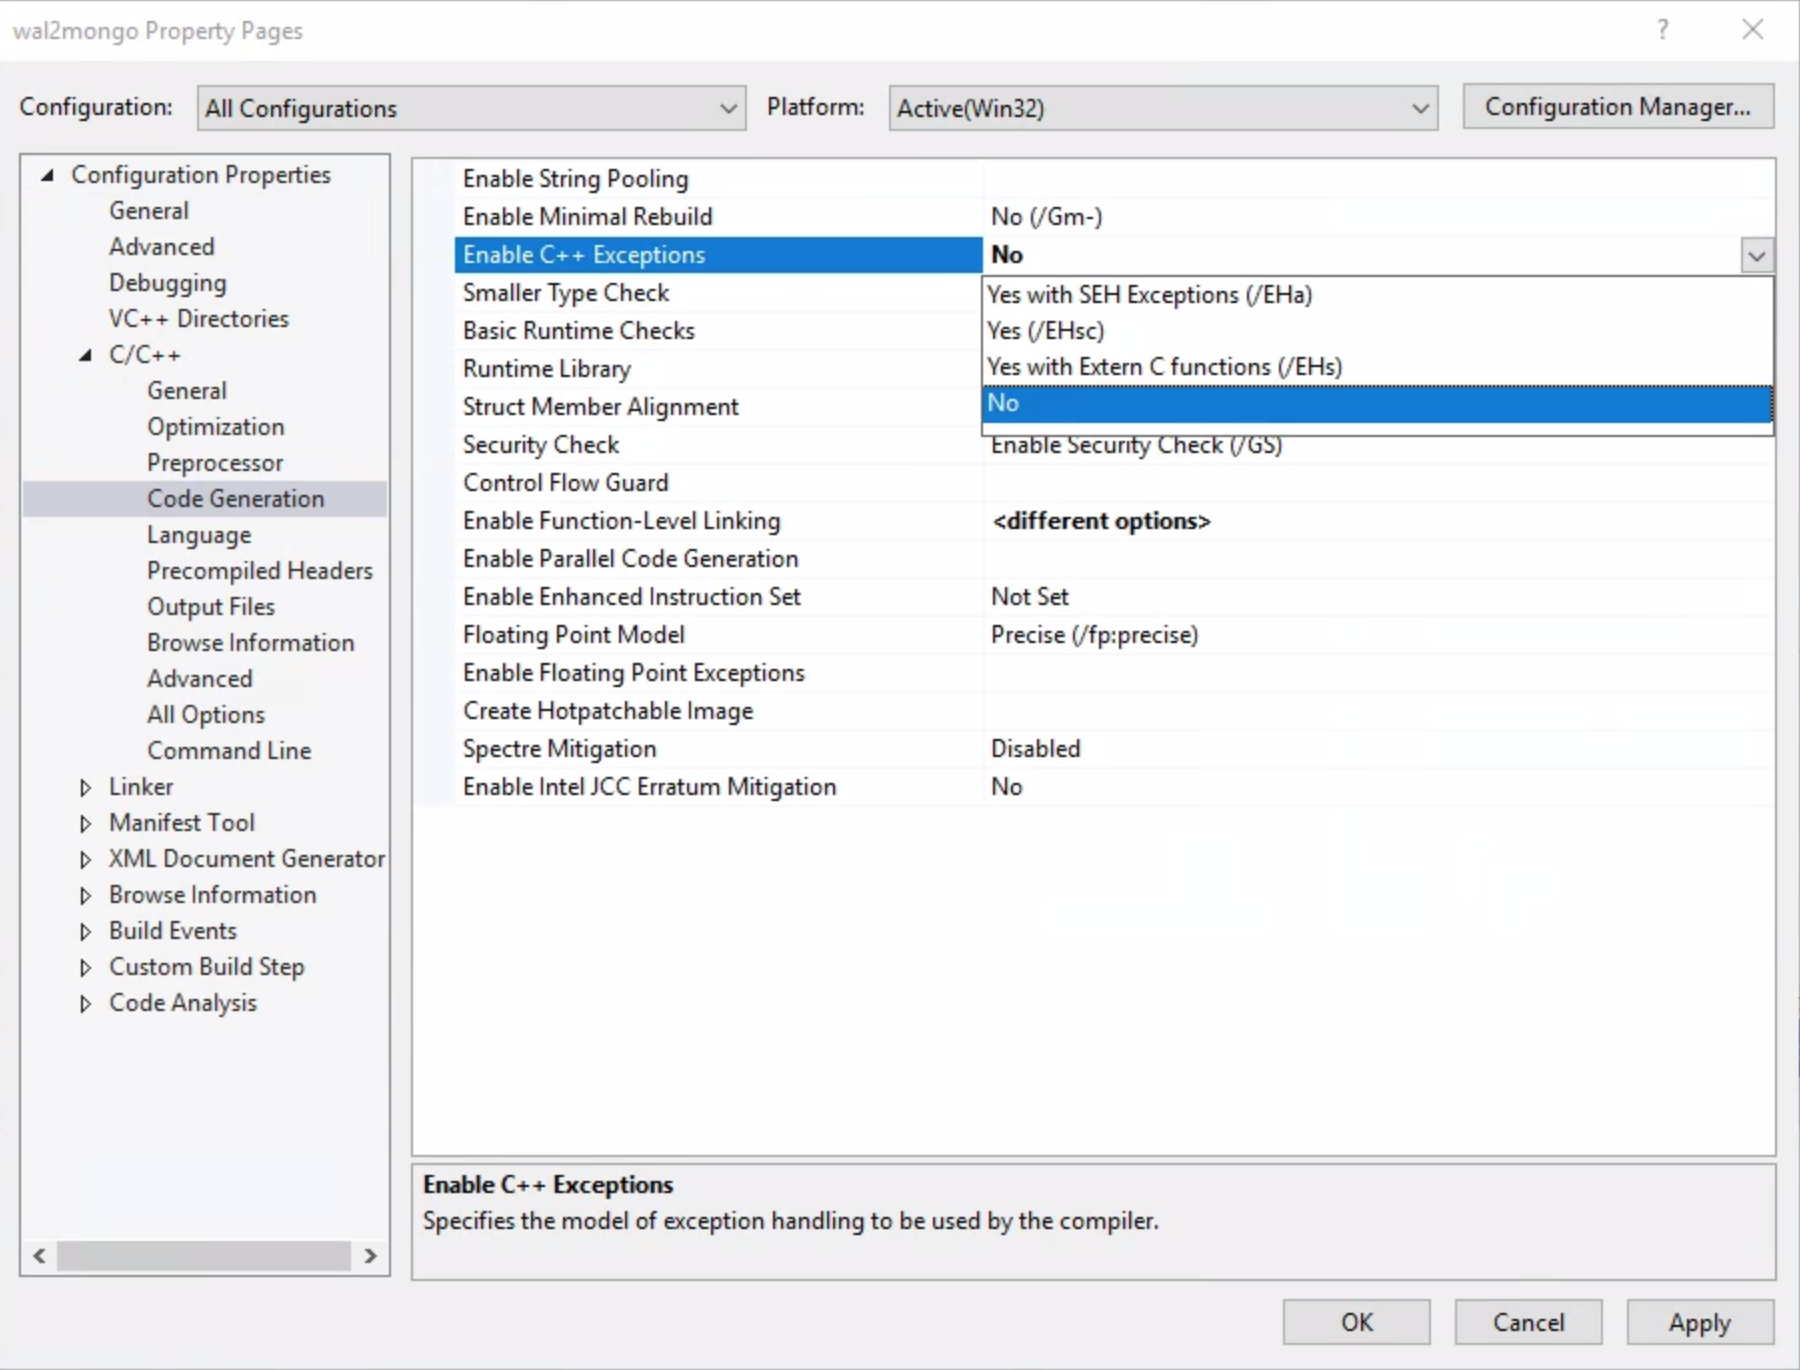 wal2mongo Property Pages
?
Configuration: All Configurations Platform: Active(Win32) Configuration Manager...
Configuration Properties
General
Advanced
Debugging
VC++ Directories
C/C++
General
Optimization
Preprocessor
Code Generation
Language
Precompiled Headers
Output Files
Browse Information
Advanced
All Options
Command Line
Linker
Manifest Tool
XML Document Generator
Browse Information
Build Events
Custom Build Step
Code Analysis
Enable String Pooling
Enable Minimal Rebuild No (/Gm-)
Enable C++ Exceptions No
Smaller Type Check
Basic Runtime Checks
Runtime Library
Struct Member Alignment
Yes with SEH Exceptions (/EHa)
Yes (/EHsc)
Yes with Extern C functions (/EHs)
No
Security Check Enable Security Check (/GS)
Control Flow Guard
Enable Function-Level Linking <different options>
Enable Parallel Code Generation
Enable Enhanced Instruction Set Not Set
Floating Point Model Precise (/fp:precise)
Enable Floating Point Exceptions
Create Hotpatchable Image
Spectre Mitigation Disabled
Enable Intel JCC Erratum Mitigation No
Enable C++ Exceptions
Specifies the model of exception handling to be used by the compiler.
OK Cancel Apply